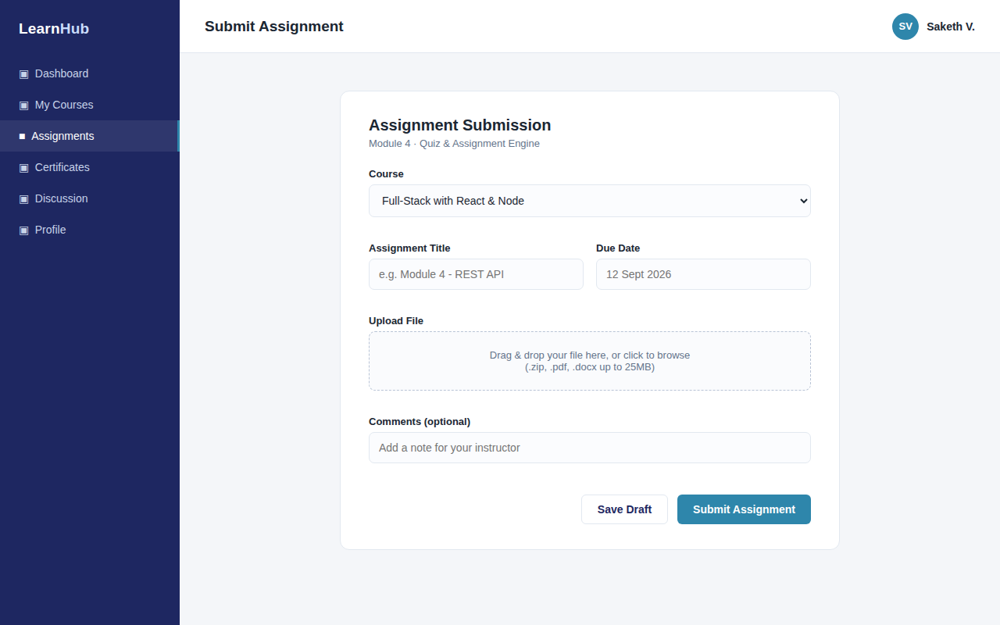 LearnHub
Dashboard
My Courses
Assignments
Certificates
Discussion
Profile
Submit Assignment
SV
Saketh V.
Assignment Submission
Module 4 · Quiz & Assignment Engine
Course
Full-Stack with React & Node
Assignment Title
Due Date
e.g. Module 4 - REST API
12 Sept 2026
Upload File
Drag & drop your file here, or click to browse
(.zip, .pdf, .docx up to 25MB)
Comments (optional)
Add a note for your instructor
Save Draft
Submit Assignment